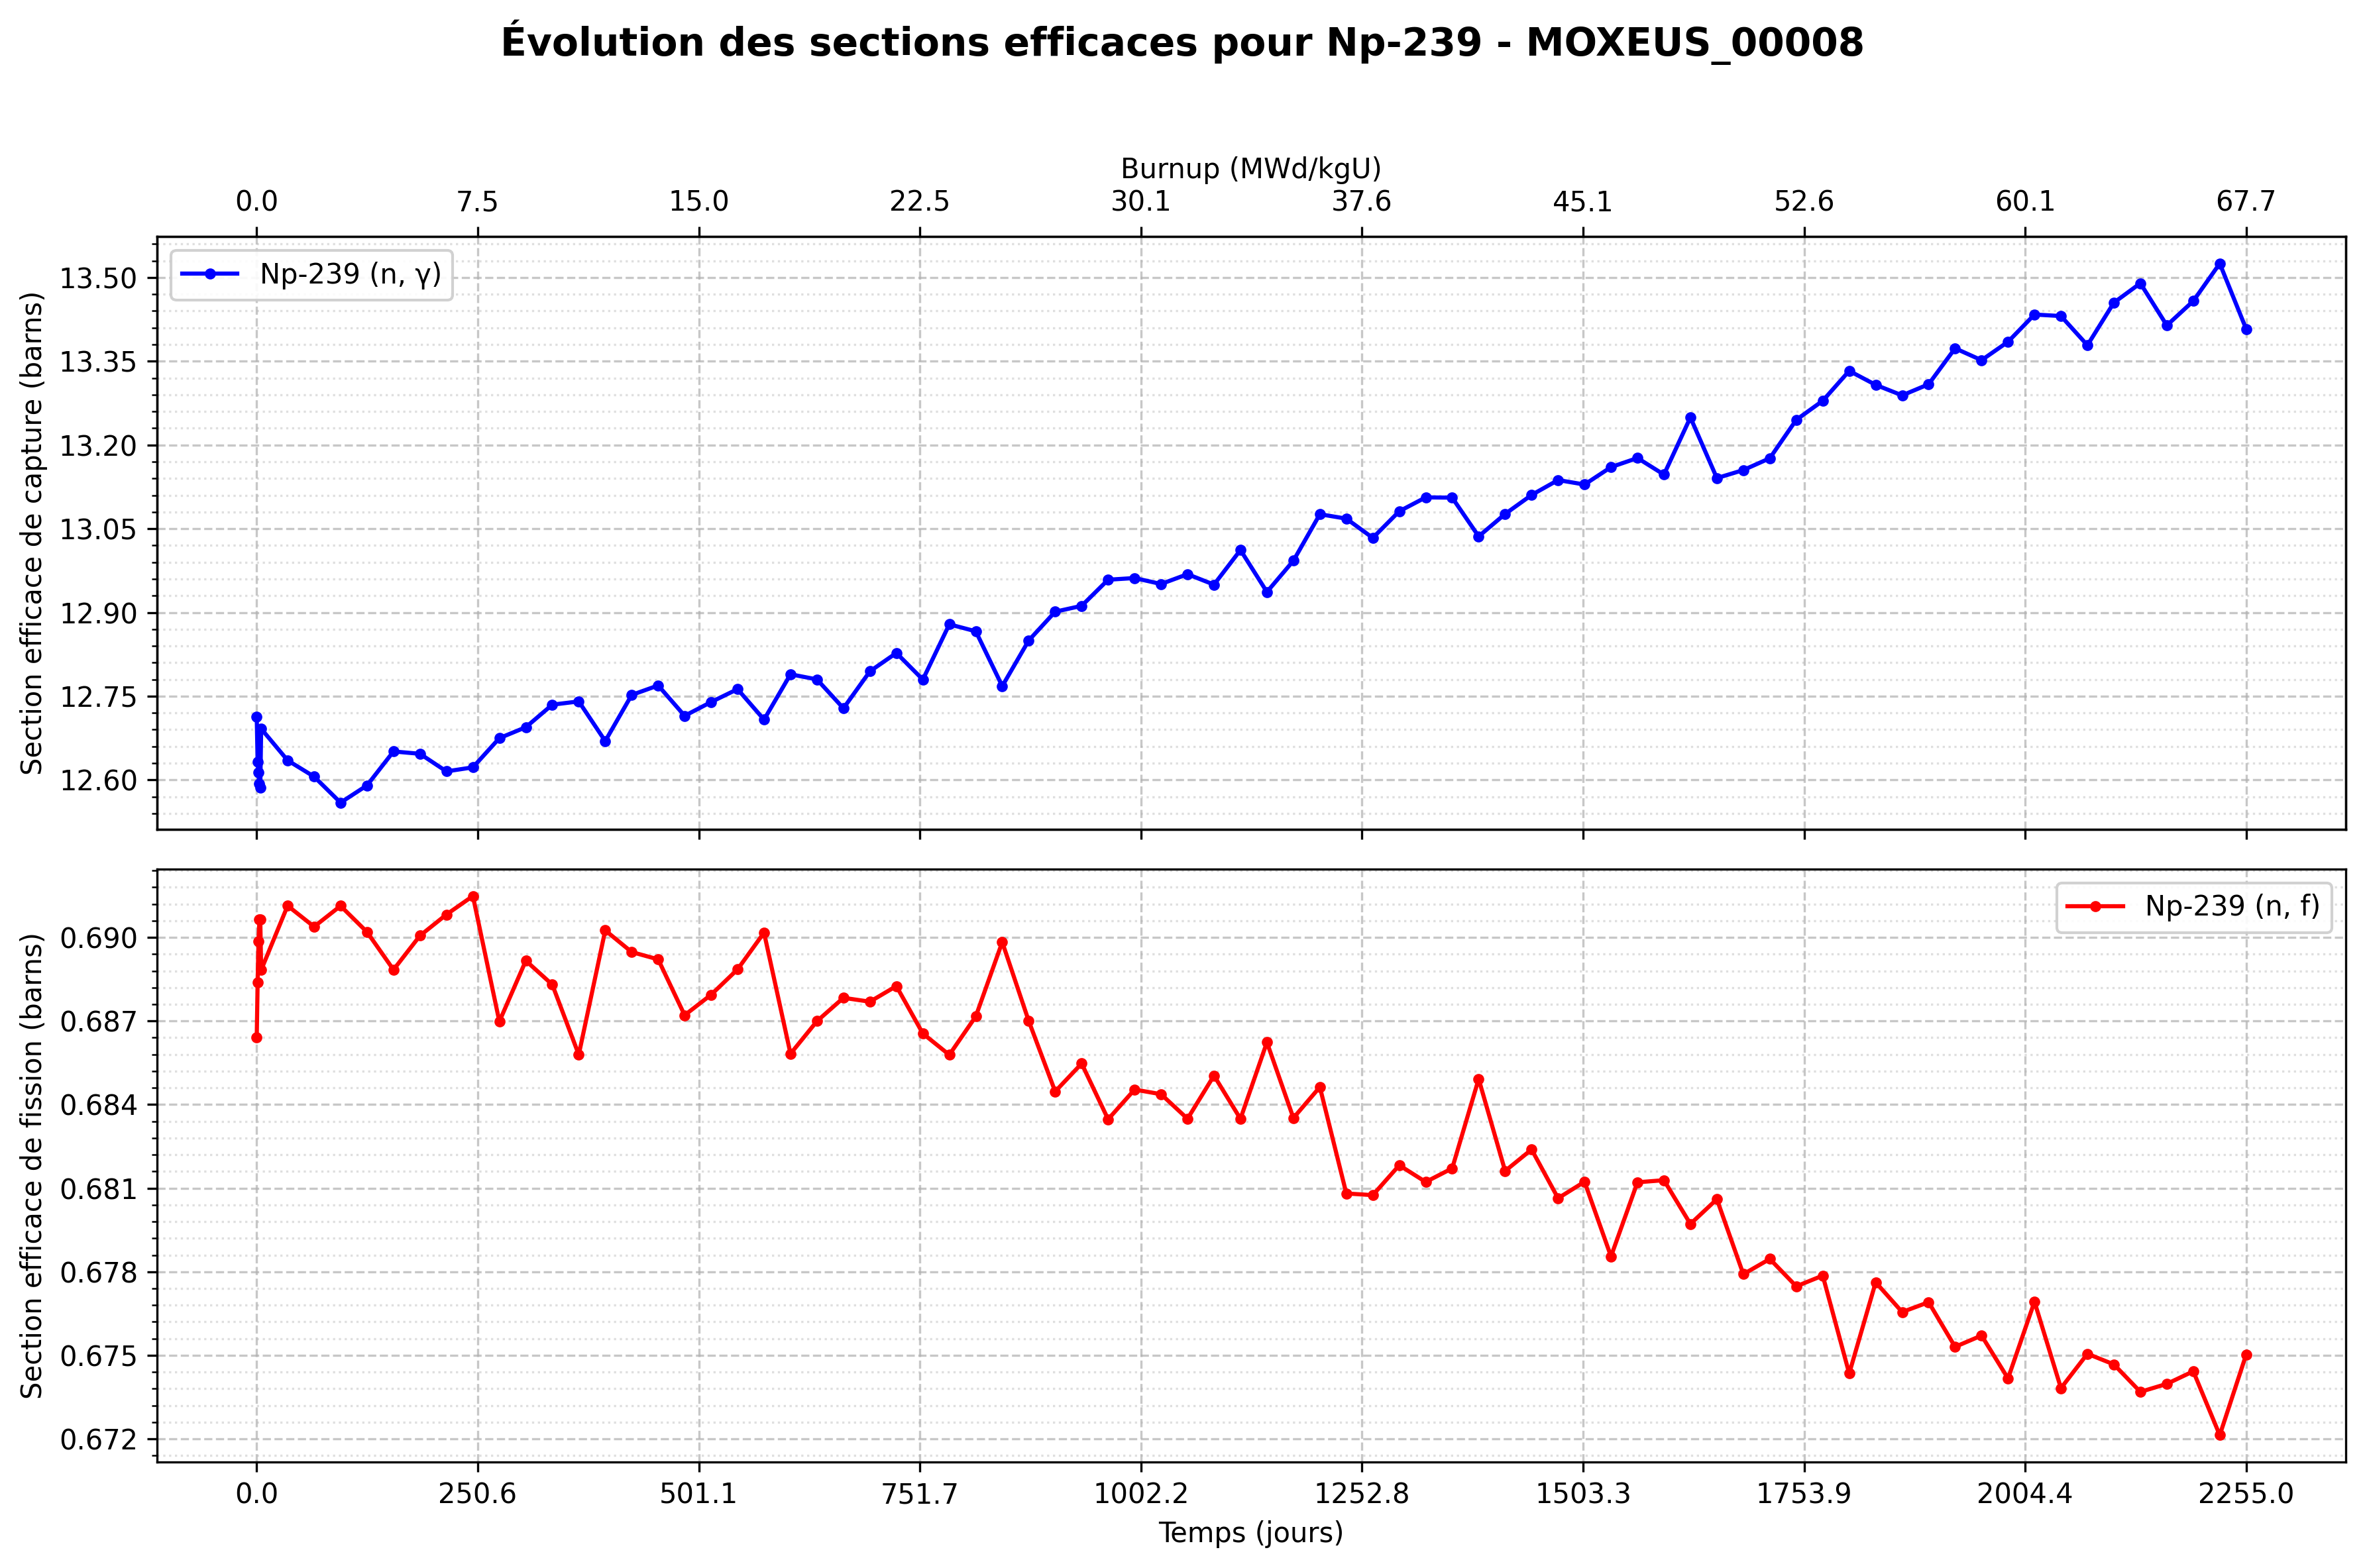 Évolution des sections efficaces pour Np-239 - MOXEUS_00008
Burnup (MWd/kgU)
0.0 7.5 15.0 22.5 30.1 37.6 45.1 52.6 60.1 67.7
Np-239 (n, γ)
Section efficace de capture (barns)
13.50
13.35
13.20
13.05
12.90
12.75
12.60
Np-239 (n, f)
Section efficace de fission (barns)
0.690
0.687
0.684
0.681
0.678
0.675
0.672
0.0 250.6 501.1 751.7 1002.2 1252.8 1503.3 1753.9 2004.4 2255.0
Temps (jours)